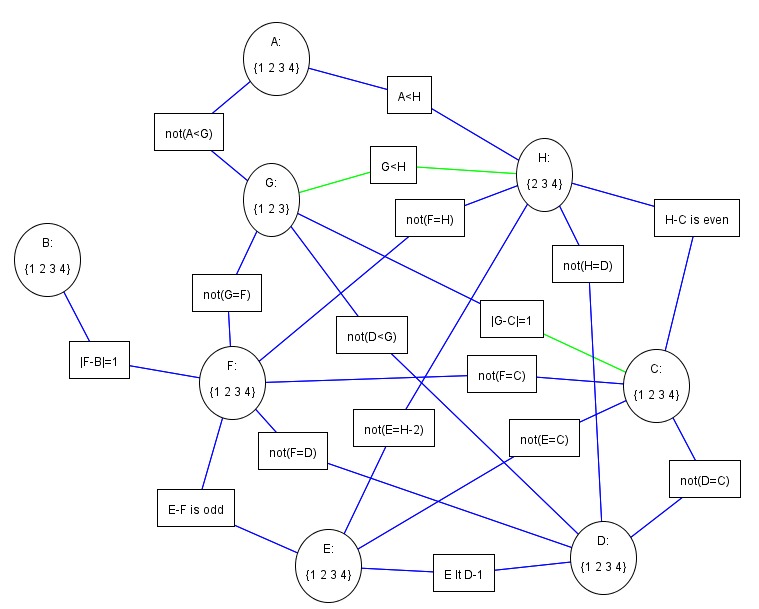 A:
{1 2 3 4}
A<H
not(A<G)
G<H
H:
{2 3 4}
G:
{1 2 3}
not(F=H)
H-C is even
B:
{1 2 3 4}
not(H=D)
not(G=F)
|G-C|=1
not(D<G)
|F-B|=1
F:
{1 2 3 4}
not(F=C)
C:
{1 2 3 4}
not(E=H-2)
not(E=C)
not(F=D)
not(D=C)
E-F is odd
E:
{1 2 3 4}
E lt D-1
D:
{1 2 3 4}